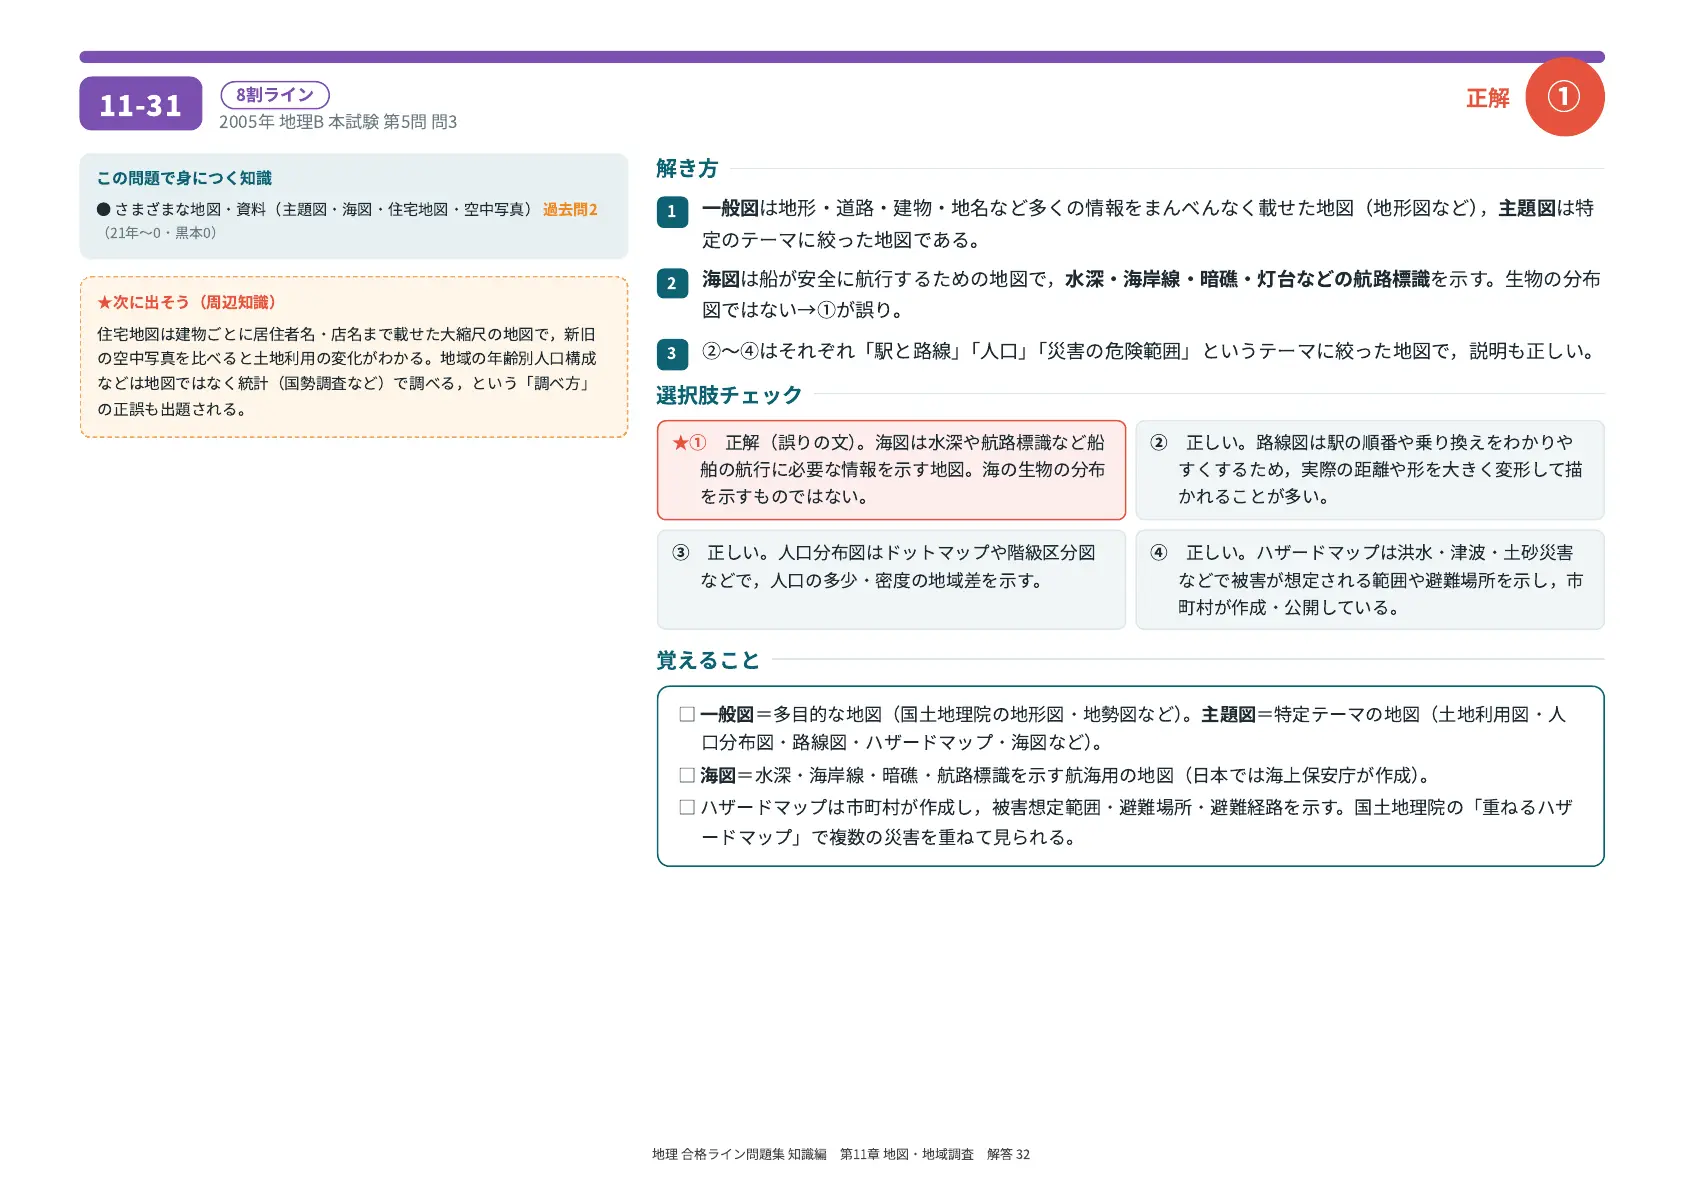 11-31
8割ライン
2005年 地理B 本試験 第5問 問3
正解 ①
この問題で身につく知識
● さまざまな地図・資料（主題図・海図・住宅地図・空中写真） 過去問2
（21年〜0・黒本0）
★次に出そう（周辺知識）
住宅地図は建物ごとに居住者名・店名まで載せた大縮尺の地図で，新旧
の空中写真を比べると土地利用の変化がわかる。地域の年齢別人口構成
などは地図ではなく統計（国勢調査など）で調べる，という「調べ方」
の正誤も出題される。
解き方
1 一般図は地形・道路・建物・地名など多くの情報をまんべんなく載せた地図（地形図など），主題図は特
定のテーマに絞った地図である。
2 海図は船が安全に航行するための地図で，水深・海岸線・暗礁・灯台などの航路標識を示す。生物の分布
図ではない→①が誤り。
3 ②〜④はそれぞれ「駅と路線」「人口」「災害の危険範囲」というテーマに絞った地図で，説明も正しい。
選択肢チェック
★① 正解（誤りの文）。海図は水深や航路標識など船
舶の航行に必要な情報を示す地図。海の生物の分布
を示すものではない。
② 正しい。路線図は駅の順番や乗り換えをわかりや
すくするため，実際の距離や形を大きく変形して描
かれることが多い。
③ 正しい。人口分布図はドットマップや階級区分図
などで，人口の多少・密度の地域差を示す。
④ 正しい。ハザードマップは洪水・津波・土砂災害
などで被害が想定される範囲や避難場所を示し，市
町村が作成・公開している。
覚えること
□ 一般図＝多目的な地図（国土地理院の地形図・地勢図など）。主題図＝特定テーマの地図（土地利用図・人
口分布図・路線図・ハザードマップ・海図など）。
□ 海図＝水深・海岸線・暗礁・航路標識を示す航海用の地図（日本では海上保安庁が作成）。
□ ハザードマップは市町村が作成し，被害想定範囲・避難場所・避難経路を示す。国土地理院の「重ねるハザ
ードマップ」で複数の災害を重ねて見られる。
地理 合格ライン問題集 知識編 第11章 地図・地域調査 解答 32